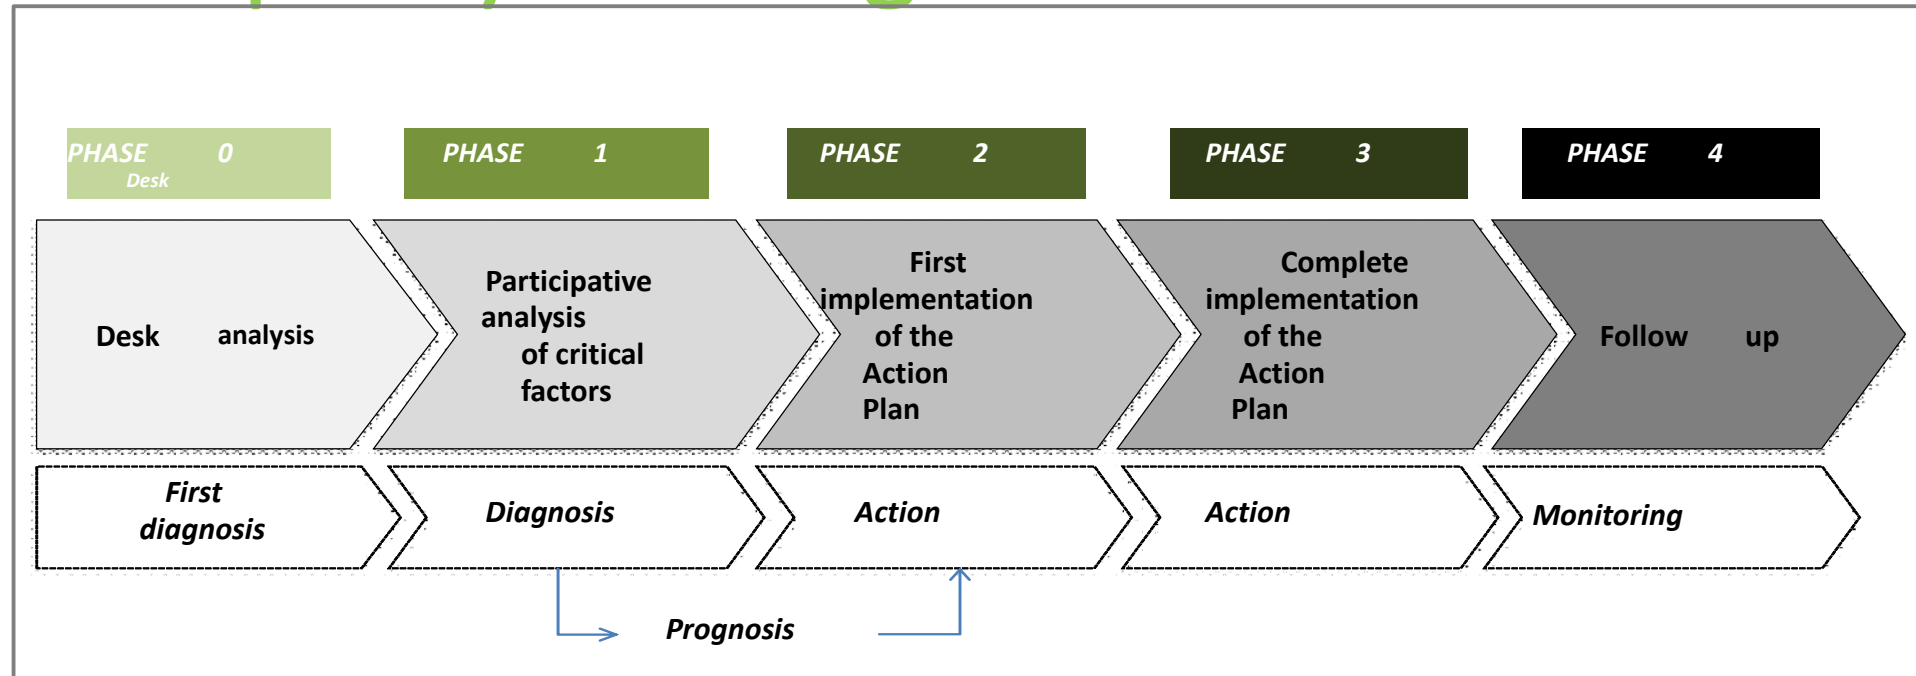 PHASE 0
Desk
PHASE 1
PHASE 2
PHASE 3
PHASE 4
Desk analysis
Participative
analysis
of critical
factors
First
implementation
of the
Action
Plan
Complete
implementation
of the
Action
Plan
Follow up
First
diagnosis
Diagnosis
Action
Action
Monitoring
Prognosis